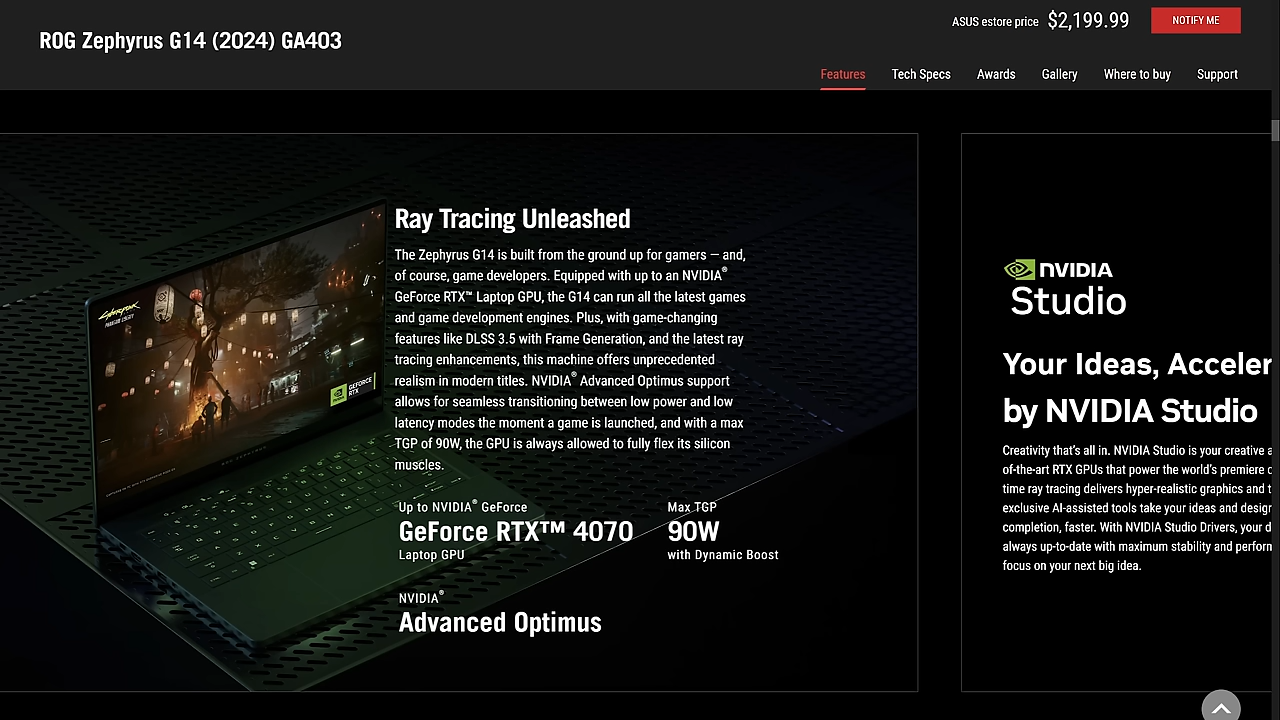 ROG Zephyrus G14 (2024) GA403
ASUS estore price $2,199.99 NOTIFY ME
Features Tech Specs Awards Gallery Where to buy Support
Ray Tracing Unleashed
The Zephyrus G14 is built from the ground up for gamers — and,
of course, game developers. Equipped with up to an NVIDIA®
GeForce RTX™ Laptop GPU, the G14 can run all the latest games
and game development engines. Plus, with game-changing
features like DLSS 3.5 with Frame Generation, and the latest ray
tracing enhancements, this machine offers unprecedented
realism in modern titles. NVIDIA® Advanced Optimus support
allows for seamless transitioning between low power and low
latency modes the moment a game is launched, and with a max
TGP of 90W, the GPU is always allowed to fully flex its silicon
muscles.
Up to NVIDIA® GeForce
GeForce RTX™ 4070
Laptop GPU
Max TGP
90W
with Dynamic Boost
NVIDIA®
Advanced Optimus
Cyberpunk
GEFORCE
RTX
NVIDIA
Studio
Your Ideas, Acceler
by NVIDIA Studio
Creativity that's all in. NVIDIA Studio is your creative a
of-the-art RTX GPUs that power the world's premiere c
time ray tracing delivers hyper-realistic graphics and t
exclusive AI-assisted tools take your ideas and design
completion, faster. With NVIDIA Studio Drivers, your d
always up-to-date with maximum stability and perform
focus on your next big idea.